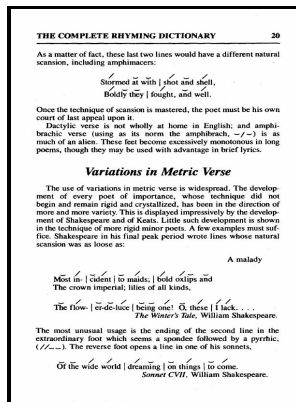 THE COMPLETE RHYMING DICTIONARY 20
As a matter of fact, these last two lines would have a different natural
scansion, including amphimacers:
Stormed at with | shot and shell,
Boldly they | fought, and well.
Once the technique of scansion is mastered, the poet must be his own
court of last appeal upon it.
Dactylic verse is not wholly at home in English; and amphi-
brachic verse (using as its norm the amphibrach, ⏑ / ⏑) is as
much of an alien. These feet become excessively monotonous in long
poems, though they may be used with advantage in brief lyrics.
Variations in Metric Verse
The use of variations in metric verse is widespread. The develop-
ment of every poet of importance, whose technique did not
begin and remain rigid and crystallized, has been in the direction of
more and more variety. This is displayed impressively by the develop-
ment of Shakespeare and of Keats. Little such development is shown
in the technique of more rigid minor poets. A few examples must suf-
fice. Shakespeare in his final peak period wrote lines whose natural
scansion was as loose as:
A malady
Most in- | cident | to maids; | bold oxlips and
The crown imperial; lilies of all kinds,
The flow- | er-de-luce | being one! O, these | I lack. . . .
The Winter's Tale, William Shakespeare.
The most unusual usage is the ending of the second line in the
extraordinary foot which seems a spondee followed by a pyrrhic,
(//⏑⏑). The reverse foot opens a line in one of his sonnets,
Of the wide world | dreaming | on things | to come.
Sonnet CVII, William Shakespeare.